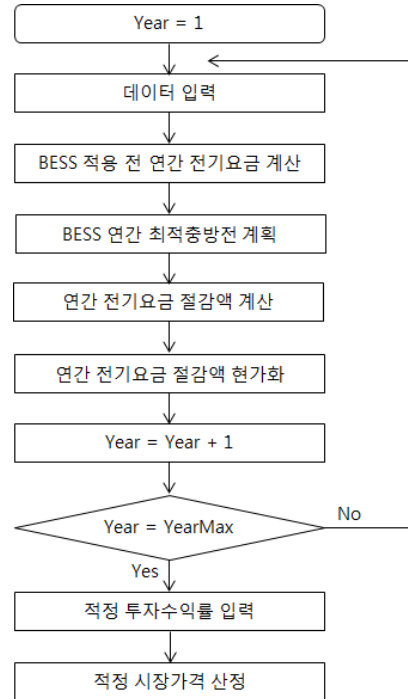 Year = 1
데이터 입력
BESS 적용 전 연간 전기요금 계산
BESS 연간 최적충방전 계획
연간 전기요금 절감액 계산
연간 전기요금 절감액 현가화
Year = Year + 1
Year = YearMax
No
Yes
적정 투자수익률 입력
적정 시장가격 산정